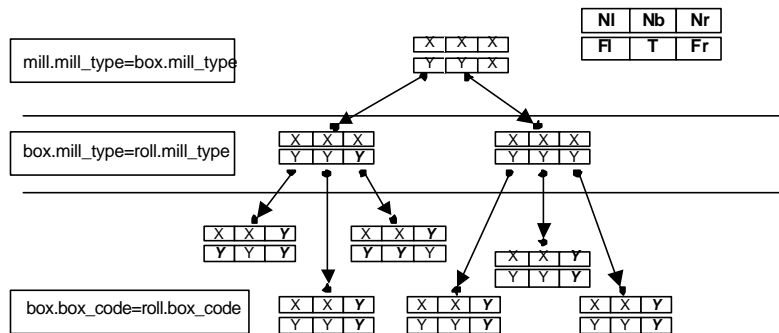 Nl Nb Nr
Fl T Fr
mill.mill_type=box.mill_type
X X X
Y Y X
box.mill_type=roll.mill_type
X X X
Y Y Y
X X X
Y Y Y
X X Y
Y Y Y
X X Y
Y Y Y
X X Y
Y Y Y
box.box_code=roll.box_code
X X Y
Y Y Y
X X Y
Y Y Y
X X Y
Y Y Y